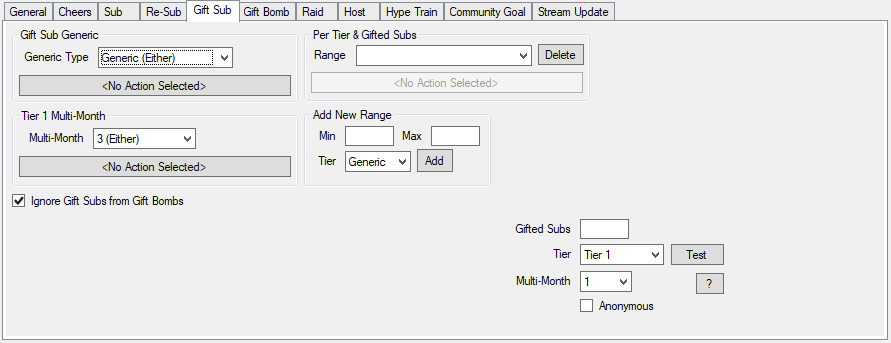 General Cheers Sub Re-Sub Gift Sub Gift Bomb Raid Host Hype Train Community Goal Stream Update
Gift Sub Generic
Generic Type Generic (Either)
<No Action Selected>
Per Tier & Gifted Subs
Range Delete
<No Action Selected>
Tier 1 Multi-Month
Multi-Month 3 (Either)
<No Action Selected>
Add New Range
Min Max
Tier Generic Add
Ignore Gift Subs from Gift Bombs
Gifted Subs
Tier Tier 1 Test
Multi-Month 1 ?
Anonymous